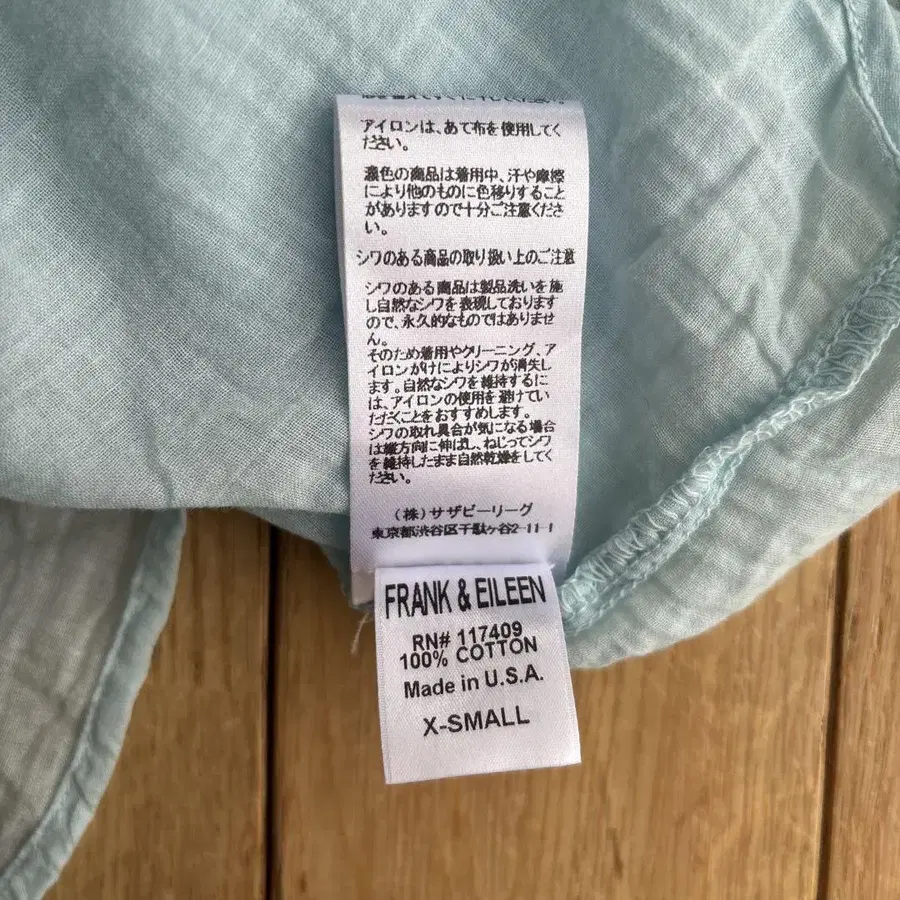 アイロンは、あて布を使用してく
ださい。
濃色の商品は着用中、汗や摩擦
により他のものに色移りすること
がありますので十分ご注意くださ
い。
シワのある商品の取り扱い上のご注意
シワのある商品は製品洗いを施
し自然なシワを表現しております
ので、永久的なものではありませ
ん。
そのため着用やクリーニング、ア
イロンがけによりシワが消失し
ます。自然なシワを維持するに
は、アイロンの使用を避けてい
ただくことをおすすめします。
シワの取れ具合が気になる場合
は縦方向に伸ばし、ねじってシワ
を維持したまま自然乾燥をしてく
ださい。
(株)サザビーリーグ
東京都渋谷区千駄ヶ谷2-11-1
FRANK & EILEEN
RN# 117409
100% COTTON
Made in U.S.A.
X-SMALL